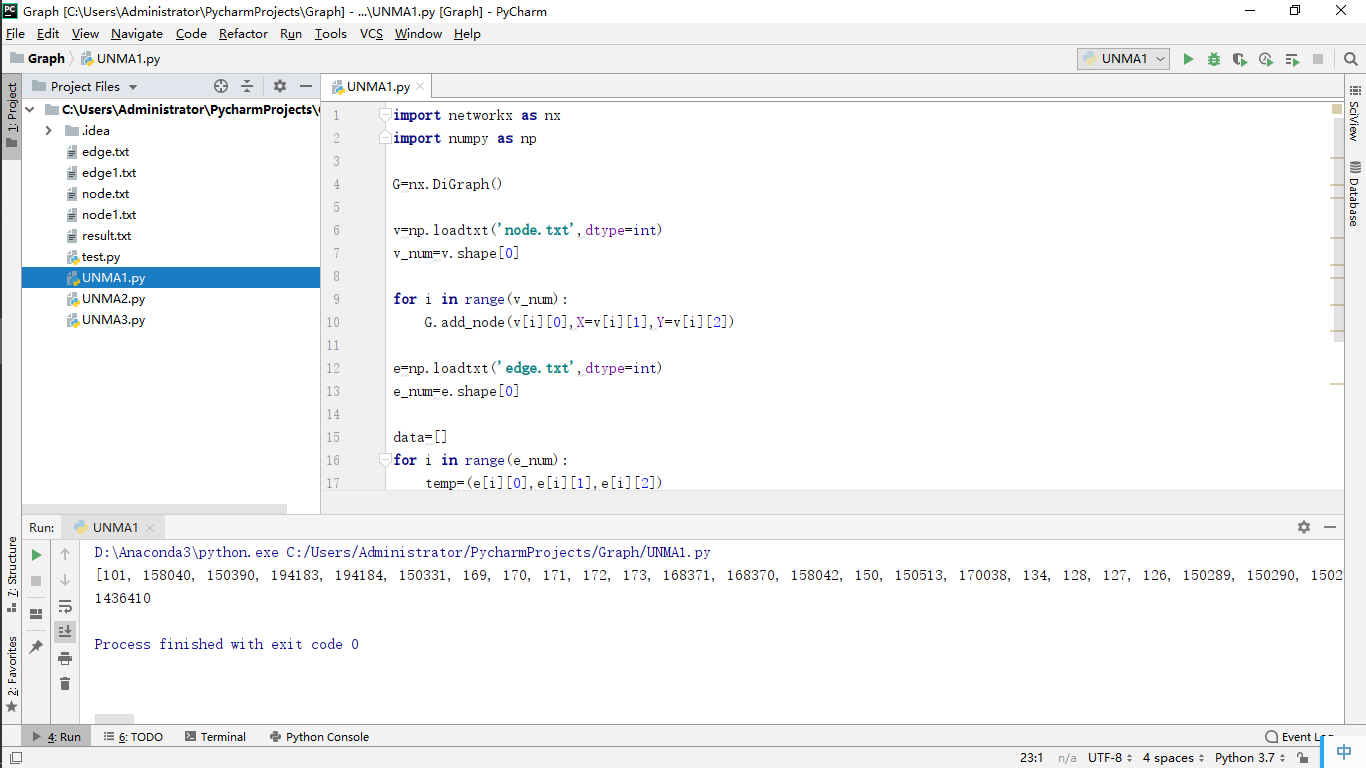 Graph [C:\Users\Administrator\PycharmProjects\Graph] - ...\UNMA1.py [Graph] - PyCharm
File Edit View Navigate Code Refactor Run Tools VCS Window Help
Graph UNMA1.py UNMA1
1: Project
Project Files
UNMA1.py
C:\Users\Administrator\PycharmProjects\
.idea
edge.txt
edge1.txt
node.txt
node1.txt
result.txt
test.py
UNMA1.py
UNMA2.py
UNMA3.py
1 import networkx as nx
2 import numpy as np
3
4 G=nx.DiGraph()
5
6 v=np.loadtxt('node.txt',dtype=int)
7 v_num=v.shape[0]
8
9 for i in range(v_num):
10 G.add_node(v[i][0],X=v[i][1],Y=v[i][2])
11
12 e=np.loadtxt('edge.txt',dtype=int)
13 e_num=e.shape[0]
14
15 data=[]
16 for i in range(e_num):
17 temp=(e[i][0],e[i][1],e[i][2])
SciView
Database
Run: UNMA1
D:\Anaconda3\python.exe C:/Users/Administrator/PycharmProjects/Graph/UNMA1.py
[101, 158040, 150390, 194183, 194184, 150331, 169, 170, 171, 172, 173, 168371, 168370, 158042, 150, 150513, 170038, 134, 128, 127, 126, 150289, 150290, 1502
1436410
Process finished with exit code 0
Z: Structure
2: Favorites
4: Run 6: TODO Terminal Python Console Event
23:1 n/a UTF-8 4 spaces Python 3.7
中